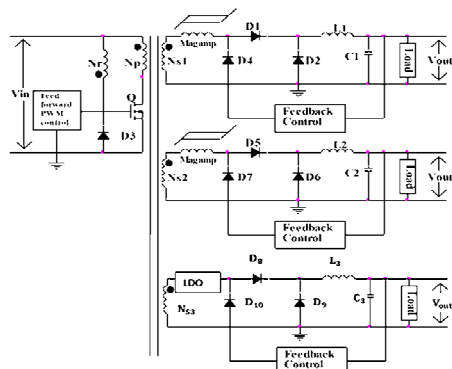 D1
L1
Nr
Np
Ns1
Magamp
D4
D2
C1
Load
Vout
Vin
Q
Feed
forward
PWM
control
D3
Feedback
Control
D5
L2
Magamp
Ns2
D7
D6
C2
Load
Vout
Feedback
Control
D8
L3
LDO
NS3
D10
D9
C3
Load
Vout
Feedback
Control